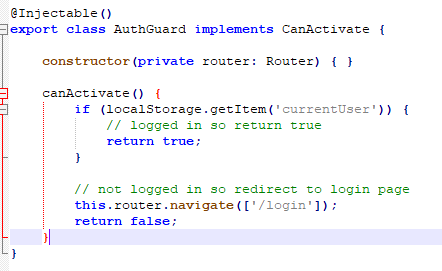 @Injectable()
export class AuthGuard implements CanActivate {
constructor(private router: Router) { }
canActivate() {
if (localStorage.getItem('currentUser')) {
// logged in so return true
return true;
}
// not logged in so redirect to login page
this.router.navigate(['/login']);
return false;
}
}